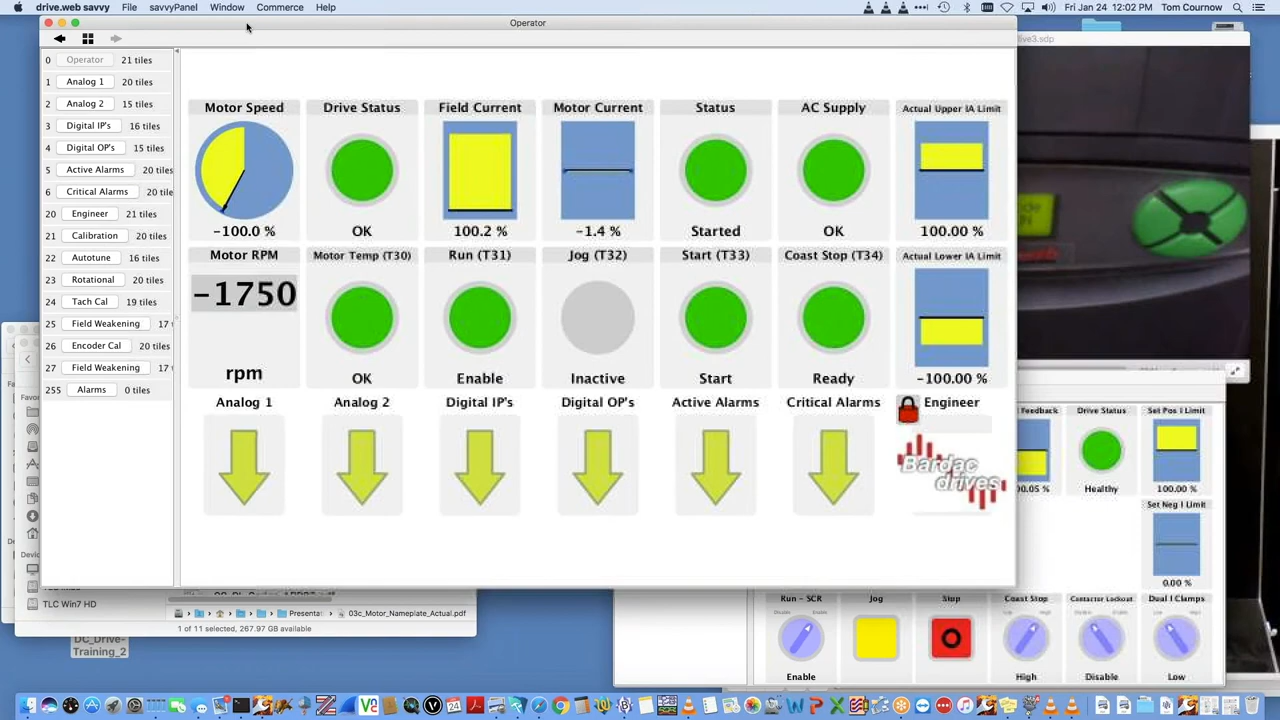 drive.web savvy File savvyPanel Window Commerce Help
Fri Jan 24 12:02 PM Tom Cournow
Operator
ive3.sdp
0 Operator 21 tiles
1 Analog 1 20 tiles
2 Analog 2 15 tiles
3 Digital IP's 16 tiles
4 Digital OP's 15 tiles
5 Active Alarms 20 tiles
6 Critical Alarms 20 tile
20 Engineer 21 tiles
21 Calibration 20 tiles
22 Autotune 16 tiles
23 Rotational 20 tiles
24 Tach Cal 19 tiles
25 Field Weakening 17 t
26 Encoder Cal 20 tiles
27 Field Weakening 17 t
255 Alarms 0 tiles
Motor Speed Drive Status Field Current Motor Current Status AC Supply Actual Upper IA Limit
-100.0 % OK 100.2 % -1.4 % Started OK 100.00 %
Motor RPM Motor Temp (T30) Run (T31) Jog (T32) Start (T33) Coast Stop (T34) Actual Lower IA Limit
-1750
rpm OK Enable Inactive Start Ready -100.00 %
Analog 1 Analog 2 Digital IP's Digital OP's Active Alarms Critical Alarms Engineer
Bardac
drives
Feedback Drive Status Set Pos I Limit
00.05 % Healthy 100.00 %
Set Neg I Limit
0.00 %
Run - SCR Jog Stop Coast Stop Contactor Lockout Dual I Clamps
Enable High Disable Low
Favor
Devic
TLC Win7 HD
Presenta 03c_Motor_Nameplate_Actual.pdf
1 of 11 selected, 267.97 GB available
DC_Drive-
Training_2